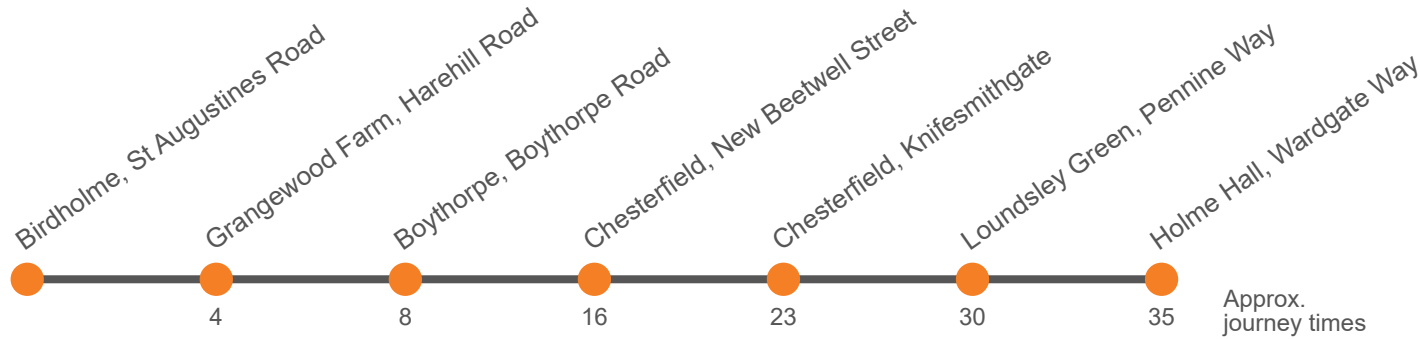 Birdholme, St Augustines Road
Grangewood Farm, Harehill Road
Boythorpe, Boythorpe Road
Chesterfield, New Beetwell Street
Chesterfield, Knifesmithgate
Loundsley Green, Pennine Way
Holme Hall, Wardgate Way
4
8
16
23
30
35
Approx.
journey times